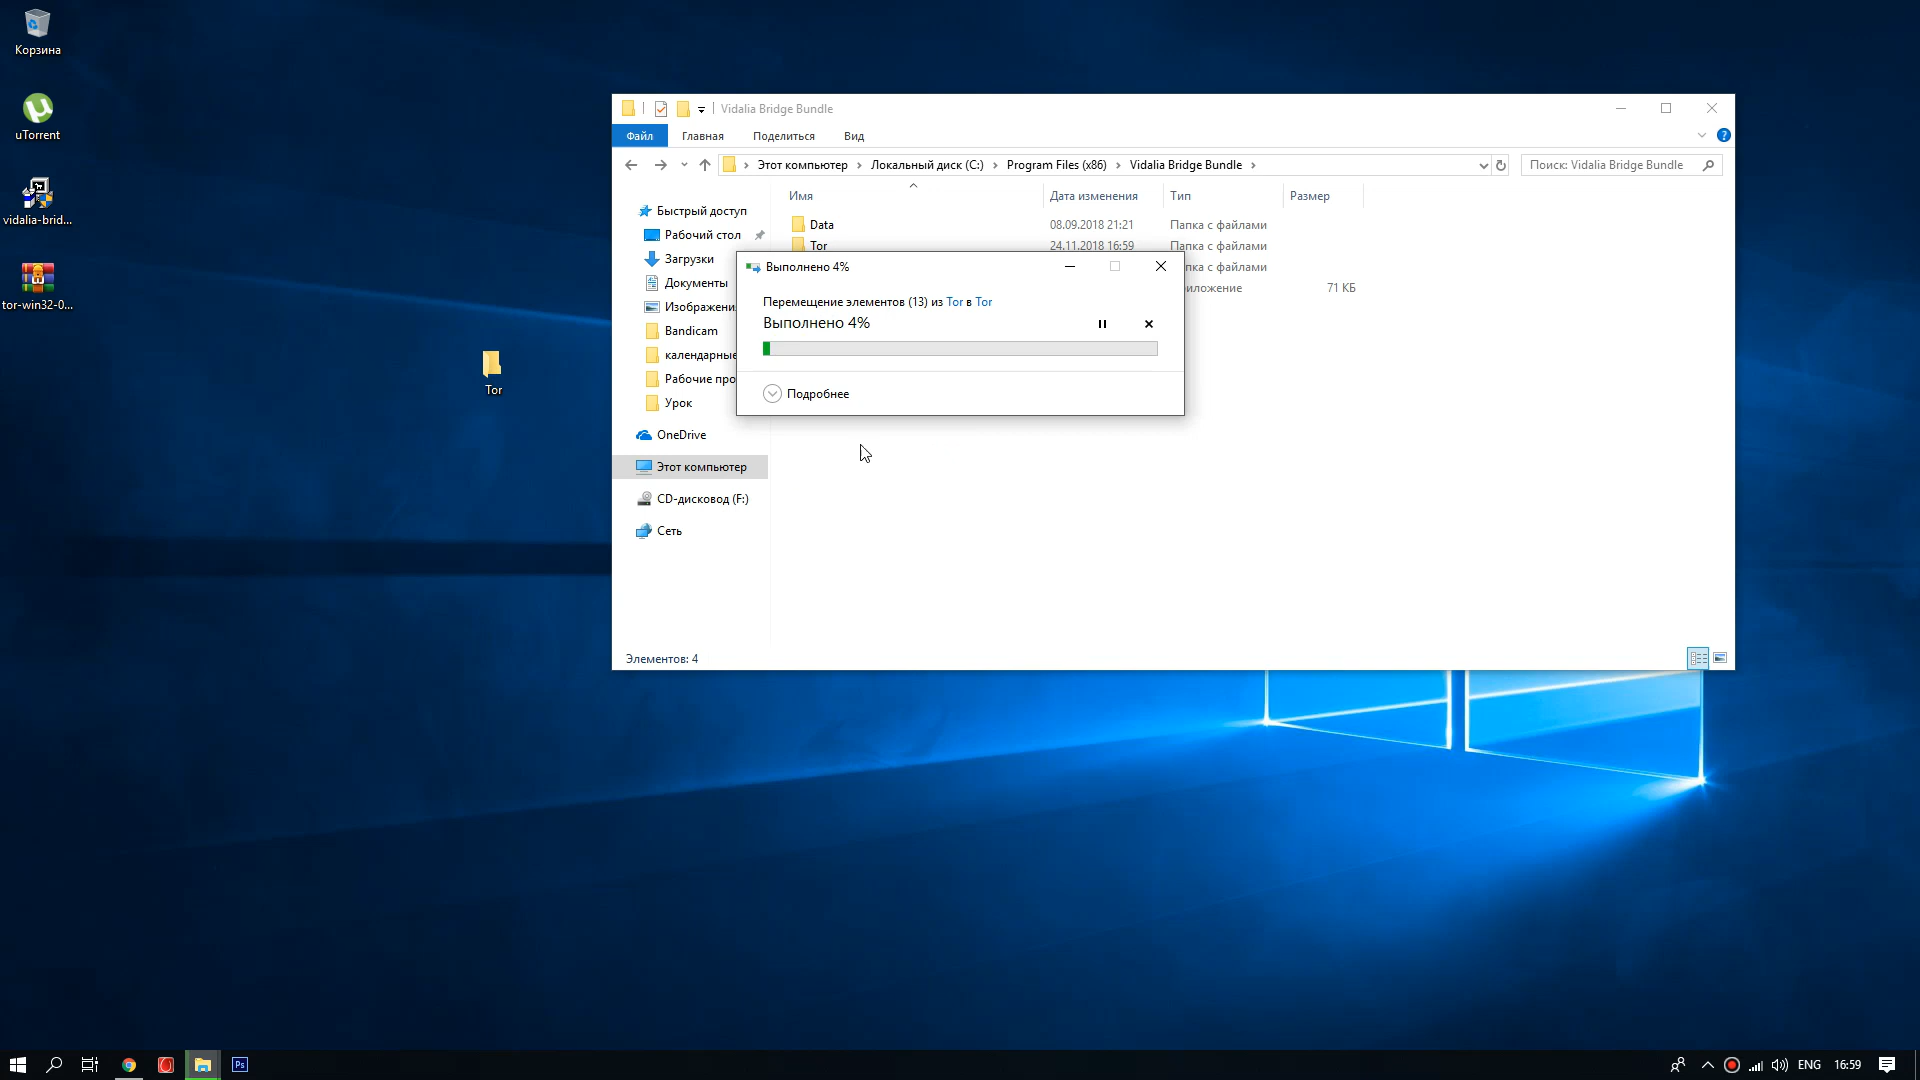 Корзина
uTorrent
vidalia-brid...
tor-win32-0...
Tor
Vidalia Bridge Bundle
Файл Главная Поделиться Вид
Этот компьютер Локальный диск (C:) Program Files (x86) Vidalia Bridge Bundle
Поиск: Vidalia Bridge Bundle
Имя Дата изменения Тип Размер
Data 08.09.2018 21:21 Папка с файлами
Tor 24.11.2018 16:59 Папка с файлами
пка с файлами
иложение 71 КБ
Быстрый доступ
Рабочий стол
Загрузки
Документы
Изображени
Bandicam
календарные
Рабочие про
Урок
OneDrive
Этот компьютер
CD-дисковод (F:)
Сеть
Элементов: 4
Выполнено 4%
Перемещение элементов (13) из Tor в Tor
Выполнено 4%
Подробнее
Ps
ENG 16:59